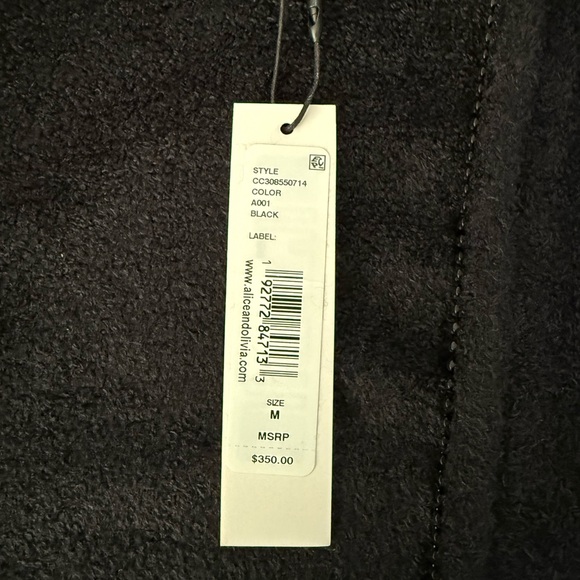 STYLE
CC308550714
COLOR
A001
BLACK
LABEL:
1 92772 84713 3
www.aliceandolivia.com
SIZE
M
MSRP
$350.00